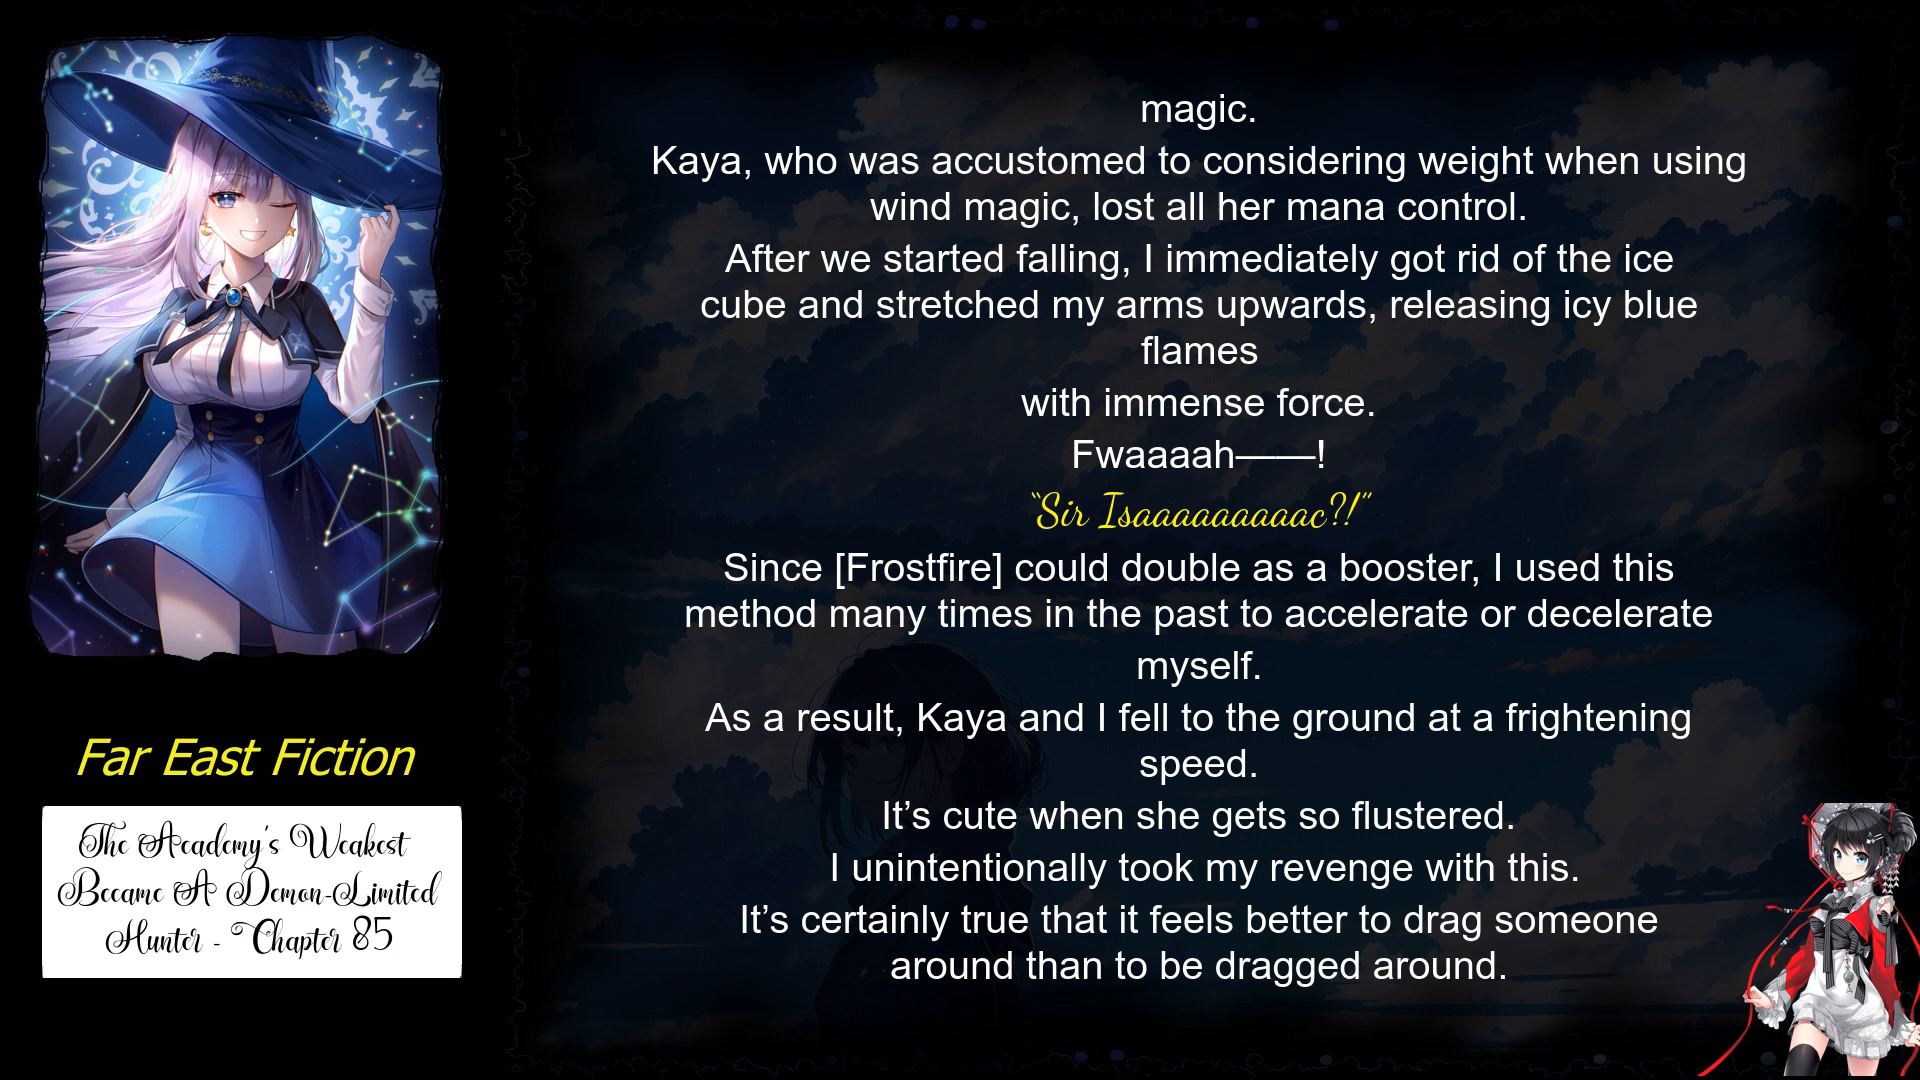 magic.
Kaya, who was accustomed to considering weight when using
wind magic, lost all her mana control.
After we started falling, I immediately got rid of the ice
cube and stretched my arms upwards, releasing icy blue
flames
with immense force.
Fwaaaah——!
“Sir Isaaaaaaaaaac?!”
Since [Frostfire] could double as a booster, I used this
method many times in the past to accelerate or decelerate
myself.
As a result, Kaya and I fell to the ground at a frightening
speed.
It’s cute when she gets so flustered.
I unintentionally took my revenge with this.
It’s certainly true that it feels better to drag someone
around than to be dragged around.
Far East Fiction
The Academy's Weakest
Became A Demon-Limited
Hunter - Chapter 85